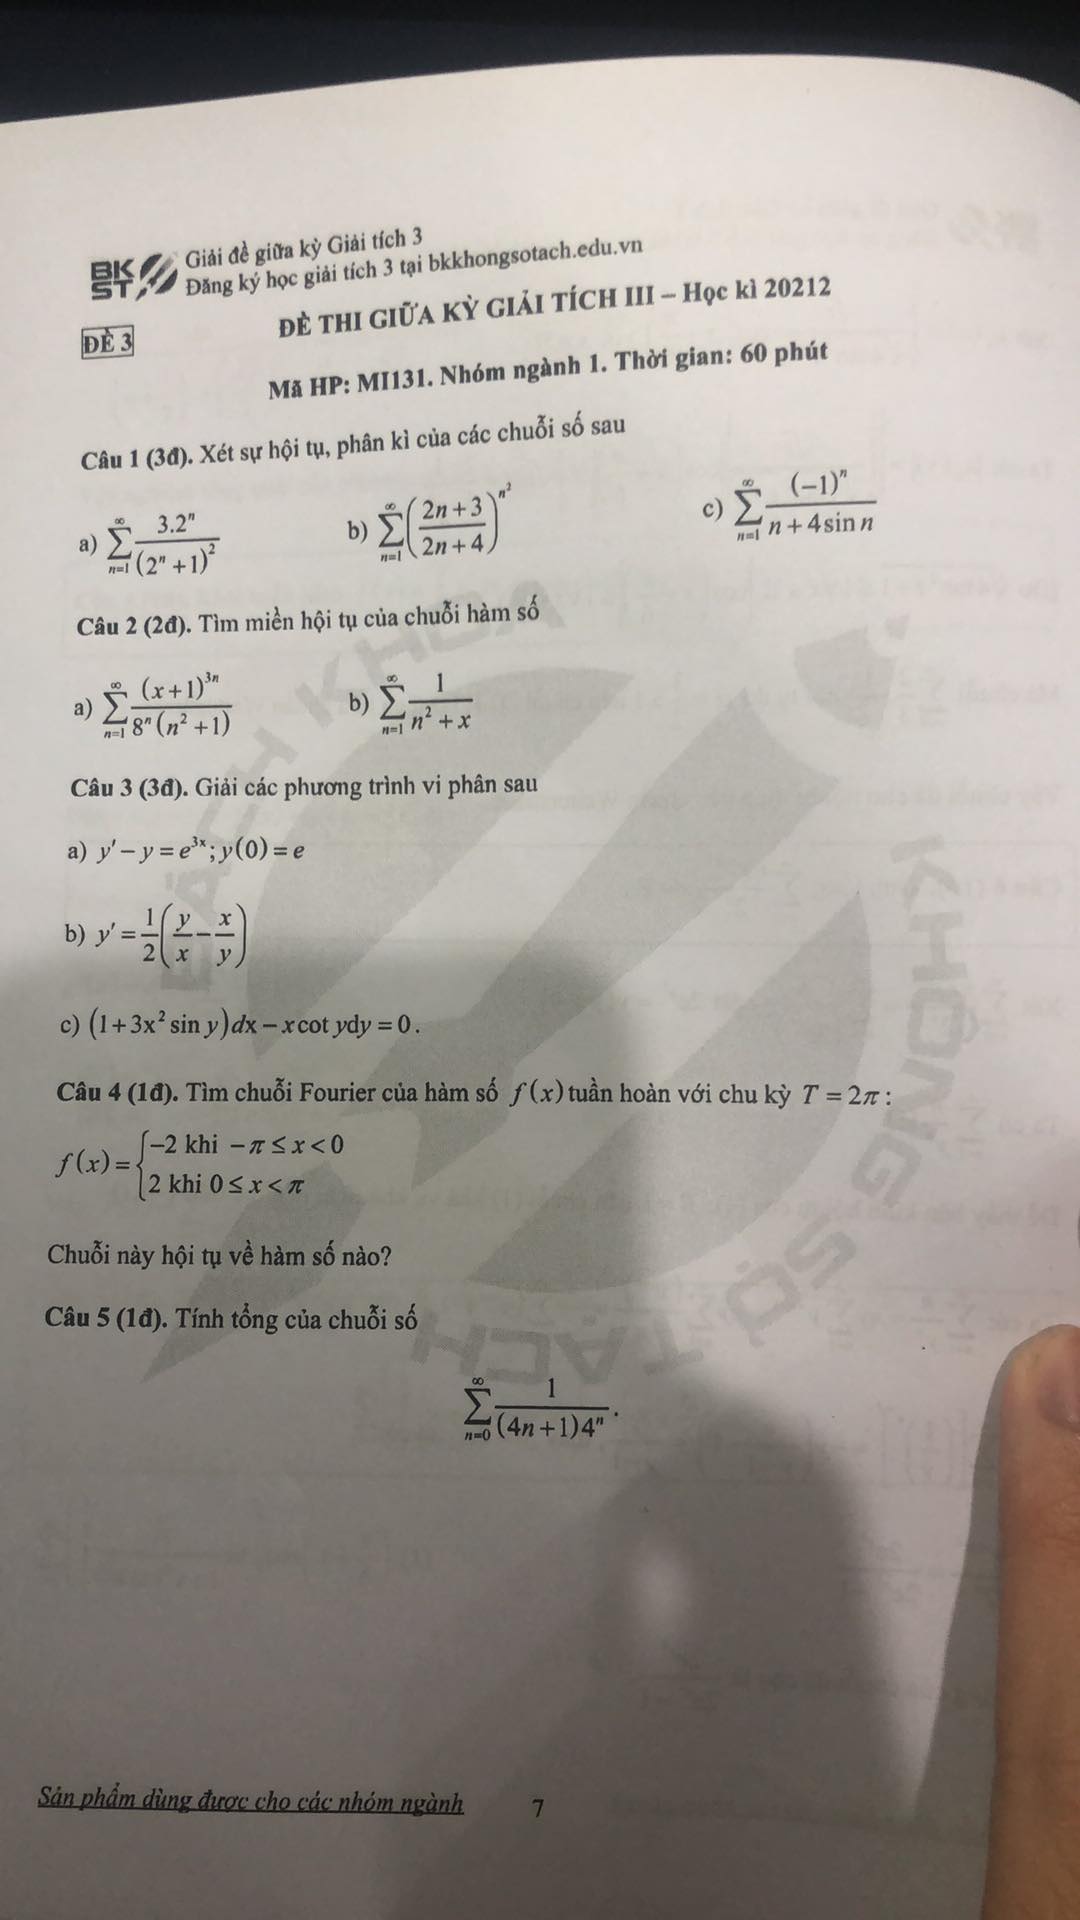 BK ST Giải đề giữa kỳ Giải tích 3
Đăng ký học giải tích 3 tại bkkhongsotach.edu.vn
ĐỀ 3
ĐỀ THI GIỮA KỲ GIẢI TÍCH III – Học kì 20212
Mã HP: MI131. Nhóm ngành 1. Thời gian: 60 phút
Câu 1 (3đ). Xét sự hội tụ, phân kì của các chuỗi số sau
a) $\sum_{n=1}^{\infty} \frac{3.2^n}{(2^n+1)^2}$ b) $\sum_{n=1}^{\infty} \left(\frac{2n+3}{2n+4}\right)^{n^2}$ c) $\sum_{n=1}^{\infty} \frac{(-1)^n}{n+4\sin n}$
Câu 2 (2đ). Tìm miền hội tụ của chuỗi hàm số
a) $\sum_{n=1}^{\infty} \frac{(x+1)^{3n}}{8^n(n^2+1)}$ b) $\sum_{n=1}^{\infty} \frac{1}{n^2+x}$
Câu 3 (3đ). Giải các phương trình vi phân sau
a) $y' - y = e^{3x}; y(0) = e$
b) $y' = \frac{1}{2}\left(\frac{y}{x} - \frac{x}{y}\right)$
c) $(1+3x^2 \sin y)dx - x\cot ydy = 0.$
Câu 4 (1đ). Tìm chuỗi Fourier của hàm số $f(x)$ tuần hoàn với chu kỳ $T = 2\pi$ :
$f(x) = \begin{cases} -2 \text{ khi } -\pi \le x < 0 \\ 2 \text{ khi } 0 \le x < \pi \end{cases}$
Chuỗi này hội tụ về hàm số nào?
Câu 5 (1đ). Tính tổng của chuỗi số
$\sum_{n=0}^{\infty} \frac{1}{(4n+1)4^n}.$
Sản phẩm dùng được cho các nhóm ngành 7
BÁCH KHOA KHÔNG SỢ TẠCH